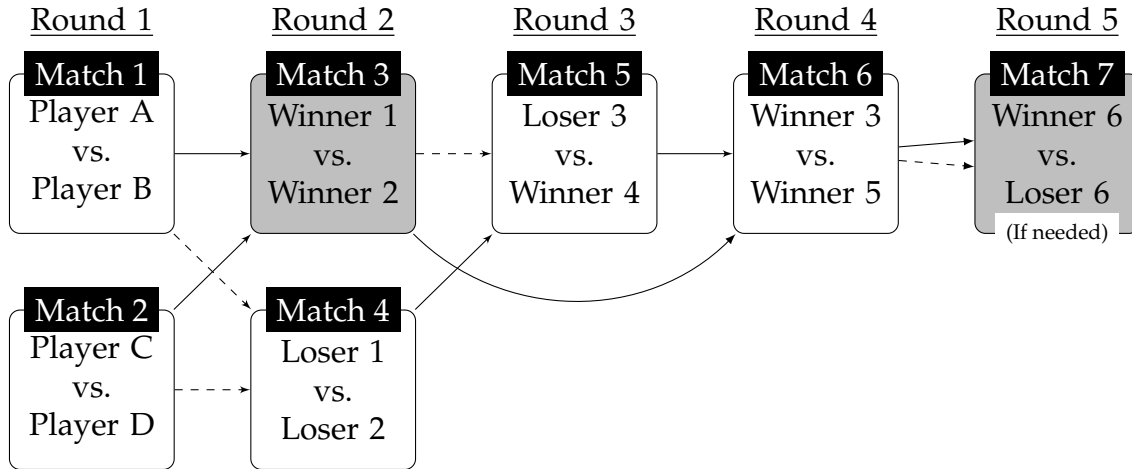 Round 1
Round 2
Round 3
Round 4
Round 5
Match 1
Player A
vs.
Player B
Match 3
Winner 1
vs.
Winner 2
Match 5
Loser 3
vs.
Winner 4
Match 6
Winner 3
vs.
Winner 5
Match 7
Winner 6
vs.
Loser 6
(If needed)
Match 2
Player C
vs.
Player D
Match 4
Loser 1
vs.
Loser 2